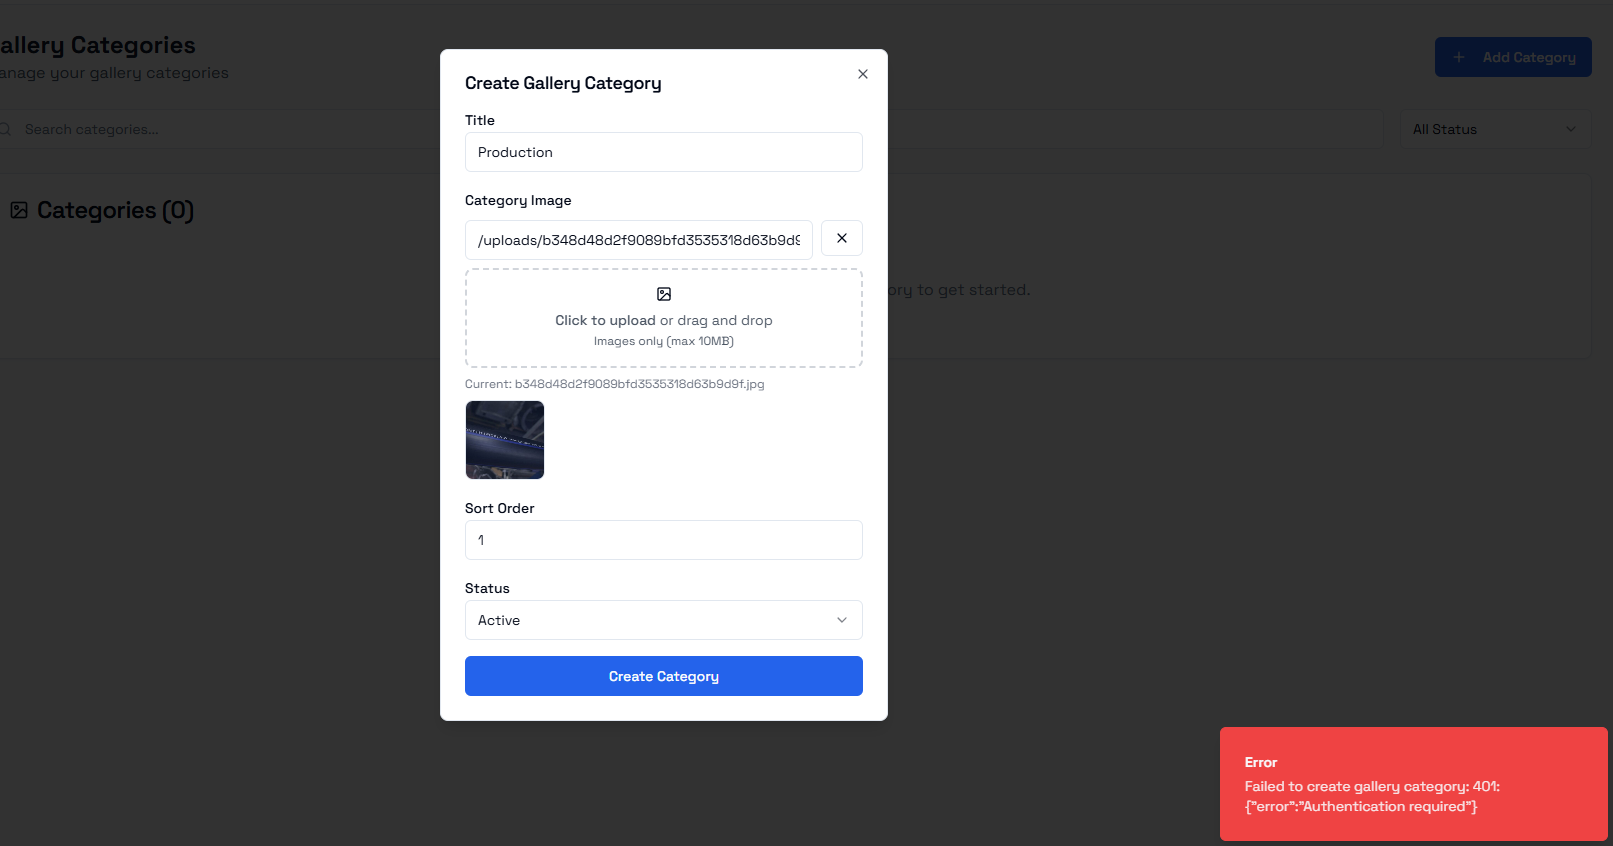 allery Categories
anage your gallery categories
Add Category
Search categories...
All Status
Categories (0)
ory to get started.
Create Gallery Category
Title
Production
Category Image
/uploads/b348d48d2f9089bfd3535318d63b9d9
Click to upload or drag and drop
Images only (max 10MB)
Current: b348d48d2f9089bfd3535318d63b9d9f.jpg
Sort Order
1
Status
Active
Create Category
Error
Failed to create gallery category: 401:
{"error":"Authentication required"}